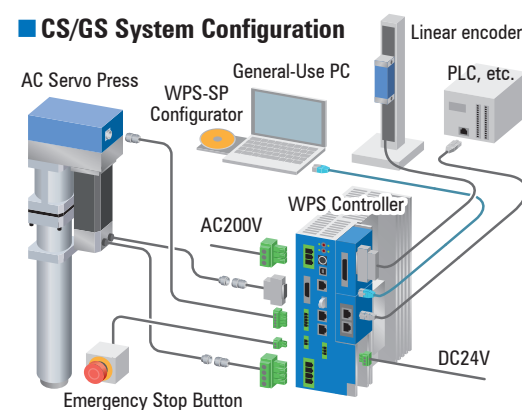 CS/GS System Configuration
Linear encoder
General-Use PC
PLC, etc.
AC Servo Press
WPS-SP
Configurator
WPS Controller
AC200V
DC24V
Emergency Stop Button